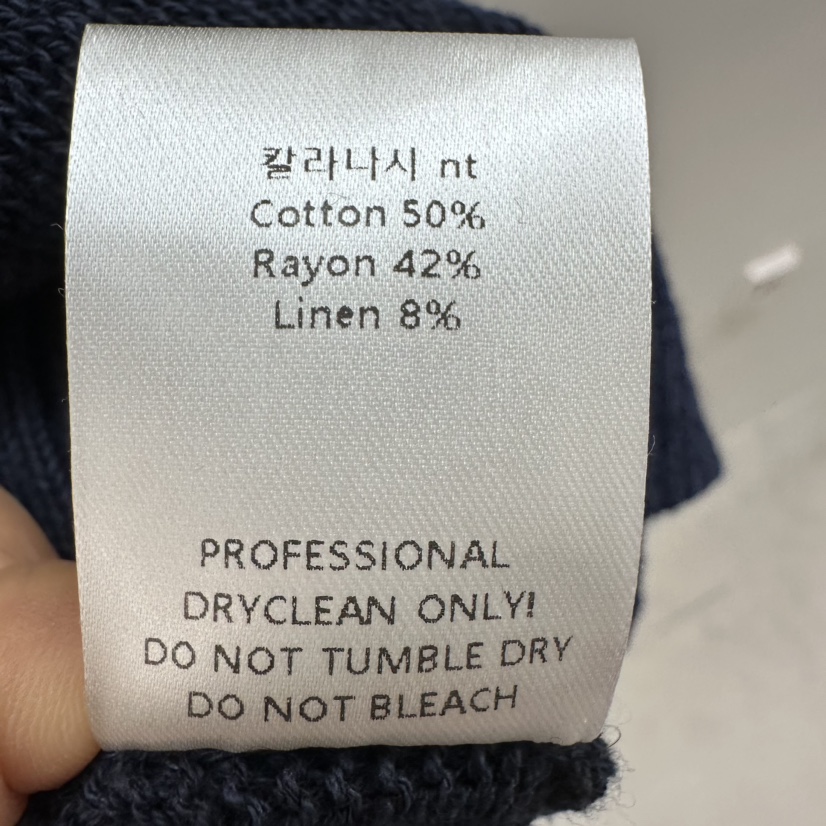 칼라나시 nt
Cotton 50%
Rayon 42%
Linen 8%
PROFESSIONAL
DRYCLEAN ONLY!
DO NOT TUMBLE DRY
DO NOT BLEACH